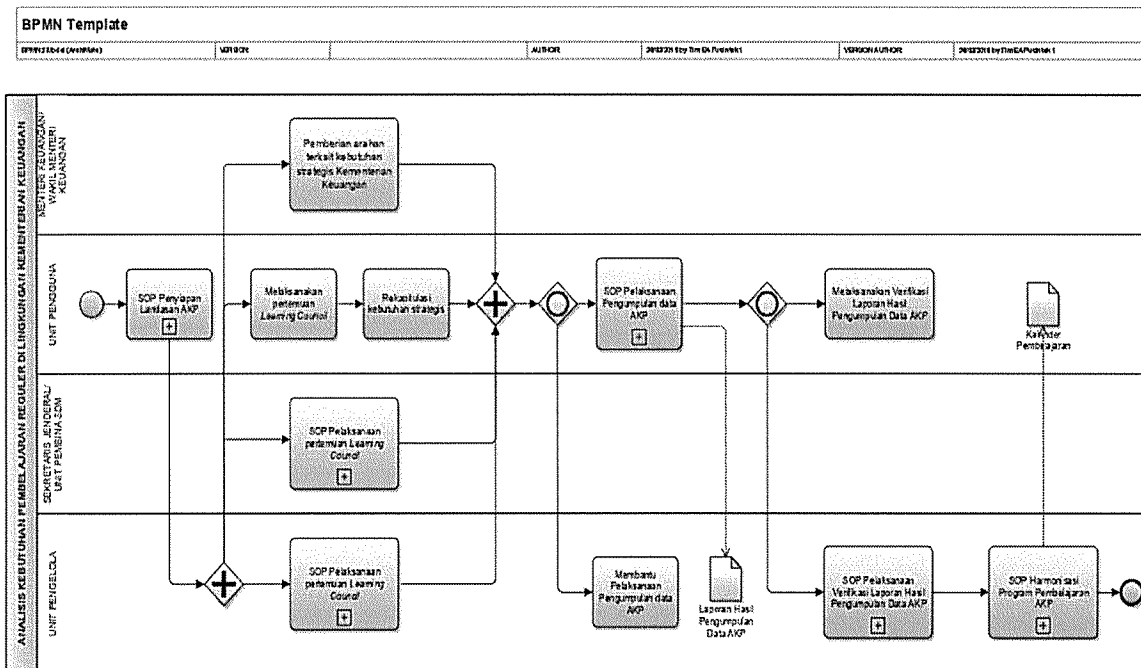 BPMN Template
VERSION
AUTHOR
VERSION AUTHOR
ANALISIS KEBUTUHAN PEMBELAJARAN REGULER DI LINGKUNGAN KEMENTERIAN KEUANGAN
MENTERI KEUANGAN/
WAKIL MENTERI
KEUANGAN
Pemberian arahan
terkait kebutuhan
strategis Kementerian
Keuangan
UNIT PENGGUNA
SOP Penyiapan
Landasan AKP
Melaksanakan
pertemuan
Learning Council
Rekapitulasi
kebutuhan strategis
SOP Pelaksanaan
Pengumpulan data
AKP
Melaksanakan Verifikasi
Laporan Hasil
Pengumpulan Data AKP
Kalender
Pembelajaran
SEKRETARIS JENDERAL/
UNIT PEMBINA SDM
SOP Pelaksanaan
pertemuan Learning
Council
UNIT PENGELOLA
SOP Pelaksanaan
pertemuan Learning
Council
Membantu
Pelaksanaan
Pengumpulan data
AKP
Laporan Hasil
Pengumpulan
Data AKP
SOP Pelaksanaan
Verifikasi Laporan Hasil
Pengumpulan Data AKP
SOP Harmonisasi
Program Pembelajaran
AKP